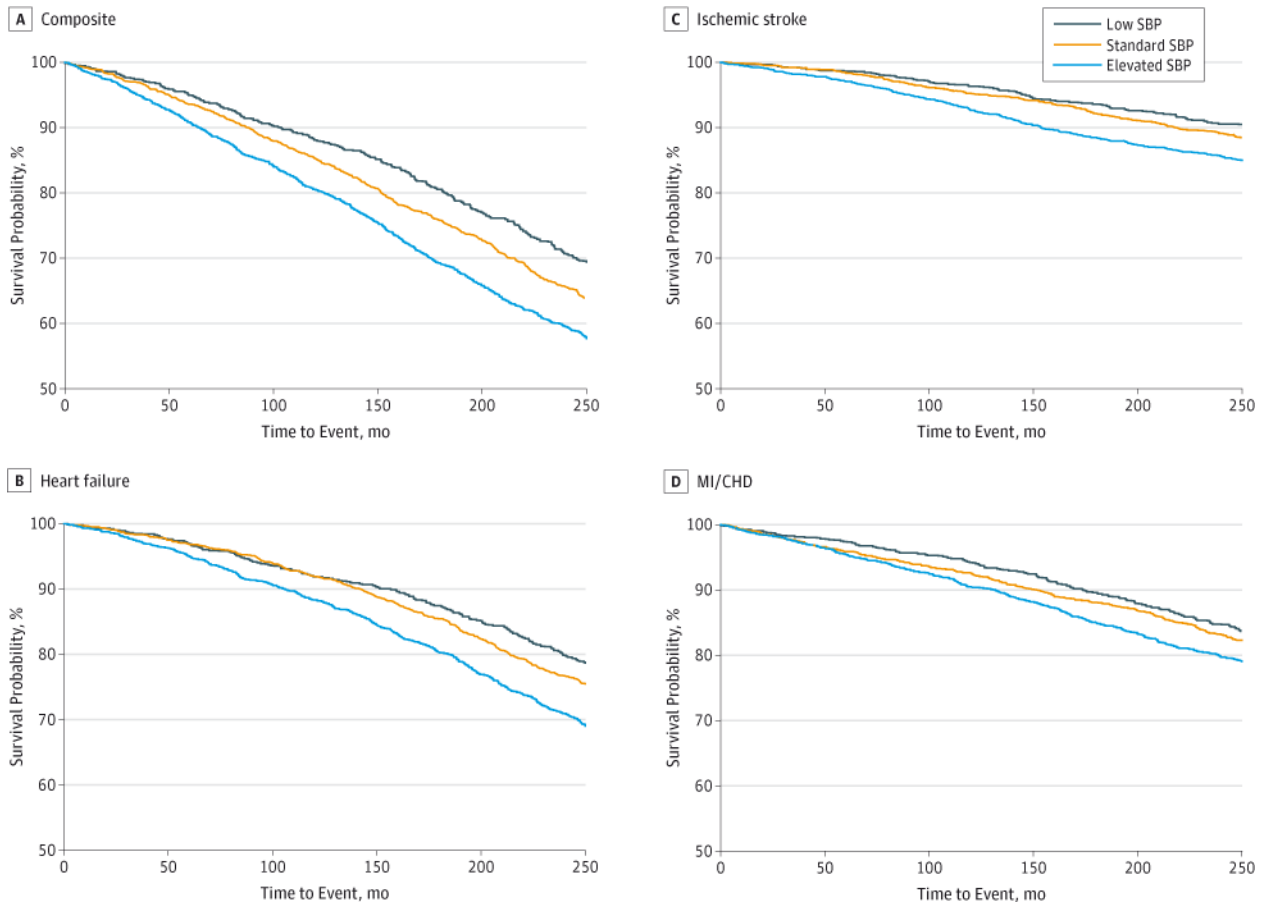 A Composite
Survival Probability, %
100
90
80
70
60
50
0 50 100 150 200 250
Time to Event, mo
C Ischemic stroke
Low SBP
Standard SBP
Elevated SBP
Survival Probability, %
100
90
80
70
60
50
0 50 100 150 200 250
Time to Event, mo
B Heart failure
Survival Probability, %
100
90
80
70
60
50
0 50 100 150 200 250
Time to Event, mo
D MI/CHD
Survival Probability, %
100
90
80
70
60
50
0 50 100 150 200 250
Time to Event, mo